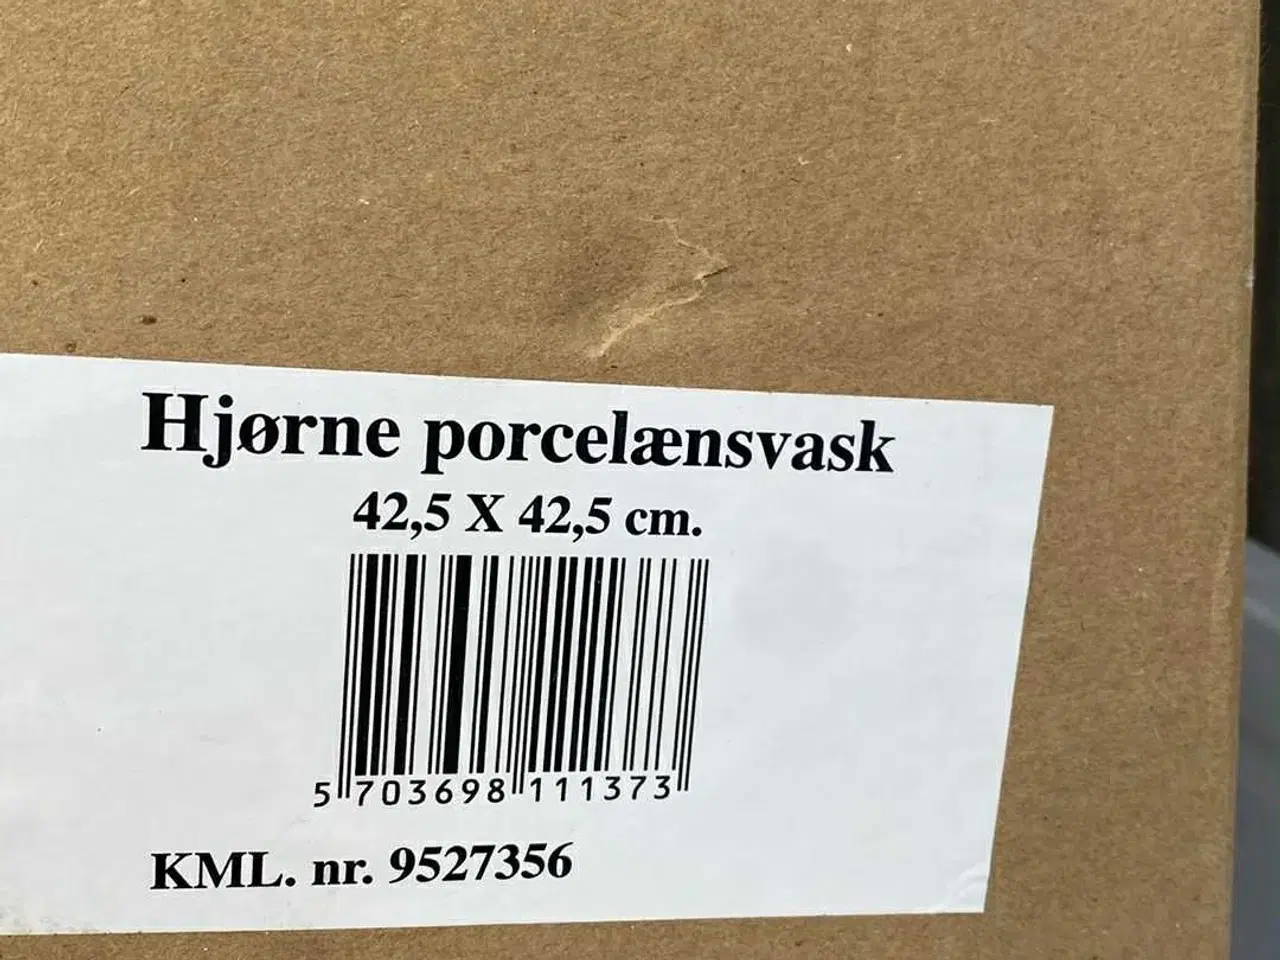 Hjørne porcelænsvask
42,5 X 42,5 cm.
5 703698 111373
KML. nr. 9527356